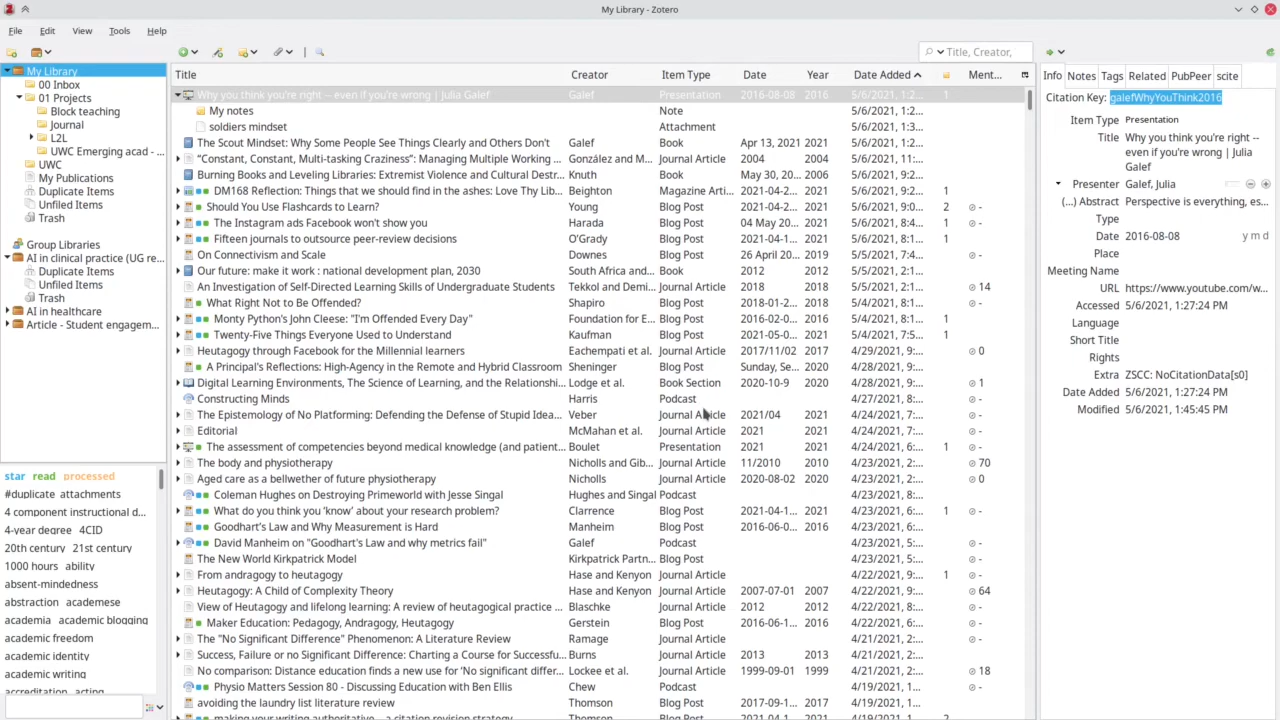 My Library - Zotero
File Edit View Tools Help
Title, Creator,
My Library
00 Inbox
01 Projects
Block teaching
Journal
L2L
UWC Emerging acad - ...
UWC
My Publications
Duplicate Items
Unfiled Items
Trash
Group Libraries
AI in clinical practice (UG re...
Duplicate Items
Unfiled Items
Trash
AI in healthcare
Article - Student engagem...
star read processed
#duplicate attachments
4 component instructional d...
4-year degree 4CID
20th century 21st century
1000 hours ability
absent-mindedness
abstraction academese
academia academic blogging
academic freedom
academic identity
academic writing
accreditation acting
Title Creator Item Type Date Year Date Added Ment...
Why you think you're right -- even if you're wrong | Julia Galef Galef Presentation 2016-08-08 2016 5/6/2021, 1:2... 1
My notes Note 5/6/2021, 1:2...
soldiers mindset Attachment 5/6/2021, 1:3...
The Scout Mindset: Why Some People See Things Clearly and Others Don't Galef Book Apr 13, 2021 2021 5/6/2021, 1:2...
“Constant, Constant, Multi-tasking Craziness”: Managing Multiple Working ... González and M... Journal Article 2004 2004 5/6/2021, 11:...
Burning Books and Leveling Libraries: Extremist Violence and Cultural Destr... Knuth Book May 30, 20... 2006 5/6/2021, 9:2...
DM168 Reflection: Things that we should find in the ashes: Love Thy Lib... Beighton Magazine Arti... 2021-04-2... 2021 5/6/2021, 9:2... 1
Should You Use Flashcards to Learn? Young Blog Post 2021-04-2... 2021 5/6/2021, 9:0... 2 -
The Instagram ads Facebook won't show you Harada Blog Post 04 May 20... 2021 5/6/2021, 8:4... 1 -
Fifteen journals to outsource peer-review decisions O’Grady Blog Post 2021-04-1... 2021 5/6/2021, 8:1... 1
On Connectivism and Scale Downes Blog Post 26 April 20... 2019 5/5/2021, 7:4... -
Our future: make it work : national development plan, 2030 South Africa and... Book 2012 2012 5/5/2021, 2:1...
An Investigation of Self-Directed Learning Skills of Undergraduate Students Tekkol and Demi... Journal Article 2018 2018 5/5/2021, 2:1... 14
What Right Not to Be Offended? Shapiro Blog Post 2018-01-2... 2018 5/4/2021, 8:1... -
Monty Python's John Cleese: "I'm Offended Every Day" Foundation for E... Blog Post 2016-02-0... 2016 5/4/2021, 8:1... 1
Twenty-Five Things Everyone Used to Understand Kaufman Blog Post 2021-05-0... 2021 5/4/2021, 7:5... 1
Heutagogy through Facebook for the Millennial learners Eachempati et al. Journal Article 2017/11/02 2017 4/29/2021, 9:... 0
A Principal's Reflections: High-Agency in the Remote and Hybrid Classroom Sheninger Blog Post Sunday, Se... 2020 4/28/2021, 9:...
Digital Learning Environments, The Science of Learning, and the Relationshi... Lodge et al. Book Section 2020-10-9 2020 4/28/2021, 9:... 1
Constructing Minds Harris Podcast 4/27/2021, 8:... -
The Epistemology of No Platforming: Defending the Defense of Stupid Idea... Veber Journal Article 2021/04 2021 4/24/2021, 7:... -
Editorial McMahan et al. Journal Article 2021 2021 4/24/2021, 7:... -
The assessment of competencies beyond medical knowledge (and patient... Boulet Presentation 2021 2021 4/24/2021, 6:... 1 -
The body and physiotherapy Nicholls and Gib... Journal Article 11/2010 2010 4/23/2021, 2:... 70
Aged care as a bellwether of future physiotherapy Nicholls Journal Article 2020-08-02 2020 4/23/2021, 2:... 0
Coleman Hughes on Destroying Primeworld with Jesse Singal Hughes and Singal Podcast 4/23/2021, 8:...
What do you think you ‘know’ about your research problem? Clarrence Blog Post 2021-04-1... 2021 4/23/2021, 6:... 1 -
Goodhart’s Law and Why Measurement is Hard Manheim Blog Post 2016-06-0... 2016 4/23/2021, 6:... -
David Manheim on "Goodhart's Law and why metrics fail" Galef Podcast 4/23/2021, 5:...
The New World Kirkpatrick Model Kirkpatrick Partn... Blog Post 4/23/2021, 5:... -
From andragogy to heutagogy Hase and Kenyon Journal Article 4/22/2021, 9:... 1 -
Heutagogy: A Child of Complexity Theory Hase and Kenyon Journal Article 2007-07-01 2007 4/22/2021, 9:... 64
View of Heutagogy and lifelong learning: A review of heutagogical practice ... Blaschke Journal Article 2012 2012 4/22/2021, 8:... -
Maker Education: Pedagogy, Andragogy, Heutagogy Gerstein Blog Post 2016-06-1... 2016 4/22/2021, 6:... -
The "No Significant Difference" Phenomenon: A Literature Review Ramage Journal Article 4/21/2021, 2:... -
Success, Failure or no Significant Difference: Charting a Course for Successfu... Burns Journal Article 2013 2013 4/21/2021, 2:... -
No comparison: Distance education finds a new use for ‘No significant differ... Lockee et al. Journal Article 1999-09-01 1999 4/21/2021, 2:... 18
Physio Matters Session 80 - Discussing Education with Ben Ellis Chew Podcast 4/19/2021, 1... -
avoiding the laundry list literature review Thomson Blog Post 2017-09-1... 2017 4/19/2021, 1...
making your writing authoritative – a citation revision strategy Thomson Blog Post 2021-04-1... 2021 4/19/2021, 1... 2
Info Notes Tags Related PubPeer scite
Citation Key: galefWhyYouThink2016
Item Type Presentation
Title Why you think you're right --
even if you're wrong | Julia
Galef
Presenter Galef, Julia
(...) Abstract Perspective is everything, es...
Type
Date 2016-08-08 y m d
Place
Meeting Name
URL https://www.youtube.com/w...
Accessed 5/6/2021, 1:27:24 PM
Language
Short Title
Rights
Extra ZSCC: NoCitationData[s0]
Date Added 5/6/2021, 1:27:24 PM
Modified 5/6/2021, 1:45:45 PM